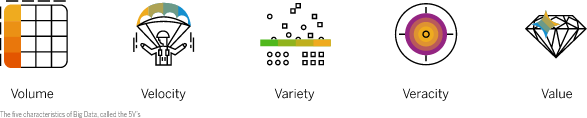 Volume
Velocity
Variety
Veracity
Value
The five characteristics of Big Data, called the 5V's